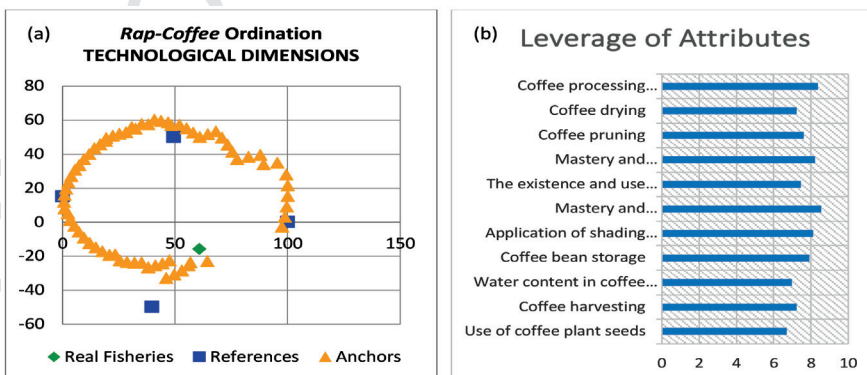 (a)
Rap-Coffee Ordination
TECHNOLOGICAL DIMENSIONS
80
60
40
20
0
-20
-40
-60
0 50 100 150
Real Fisheries References Anchors
(b)
Leverage of Attributes
Coffee processing...
Coffee drying
Coffee pruning
Mastery and...
The existence and use...
Mastery and...
Application of shading...
Coffee bean storage
Water content in coffee...
Coffee harvesting
Use of coffee plant seeds
0 2 4 6 8 10